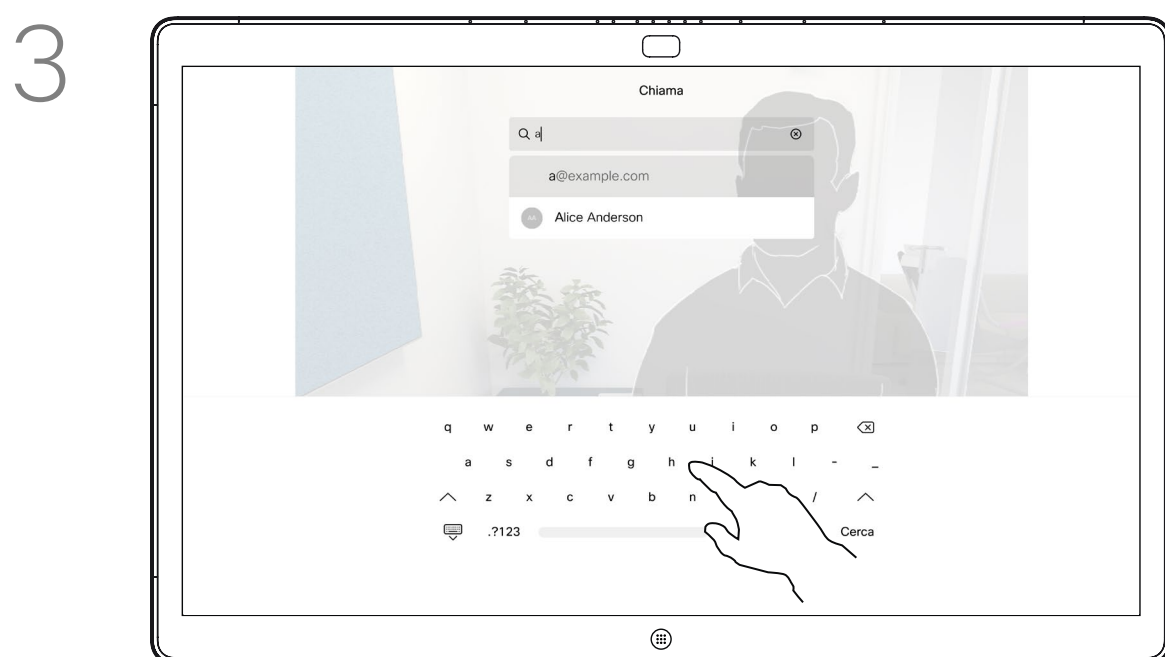 3
Chiama
a
a@example.com
AA Alice Anderson
q w e r t y u i o p
a s d f g h j k l - _
z x c v b n /
.?123 Cerca